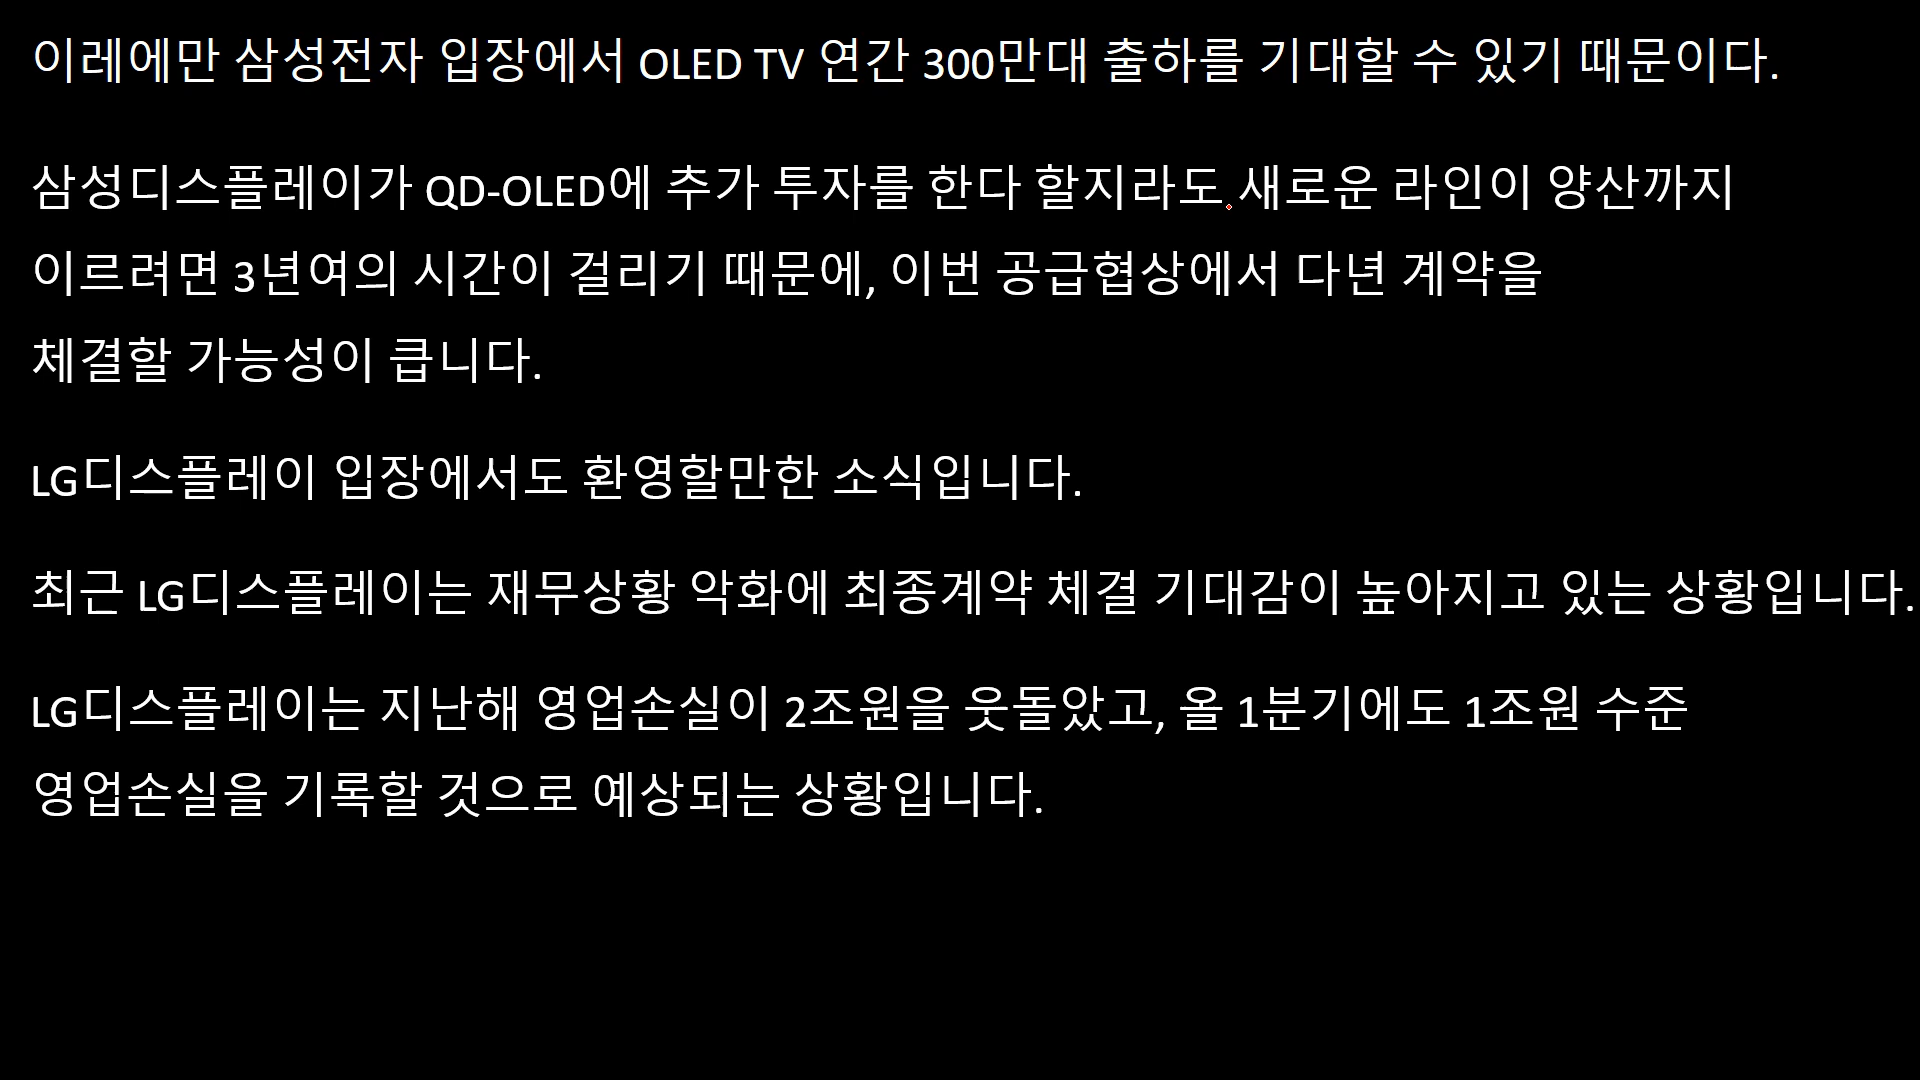 이레에만 삼성전자 입장에서 OLED TV 연간 300만대 출하를 기대할 수 있기 때문이다.
삼성디스플레이가 QD-OLED에 추가 투자를 한다 할지라도 새로운 라인이 양산까지
이르려면 3년여의 시간이 걸리기 때문에, 이번 공급협상에서 다년 계약을
체결할 가능성이 큽니다.
LG디스플레이 입장에서도 환영할만한 소식입니다.
최근 LG디스플레이는 재무상황 악화에 최종계약 체결 기대감이 높아지고 있는 상황입니다.
LG디스플레이는 지난해 영업손실이 2조원을 웃돌았고, 올 1분기에도 1조원 수준
영업손실을 기록할 것으로 예상되는 상황입니다.